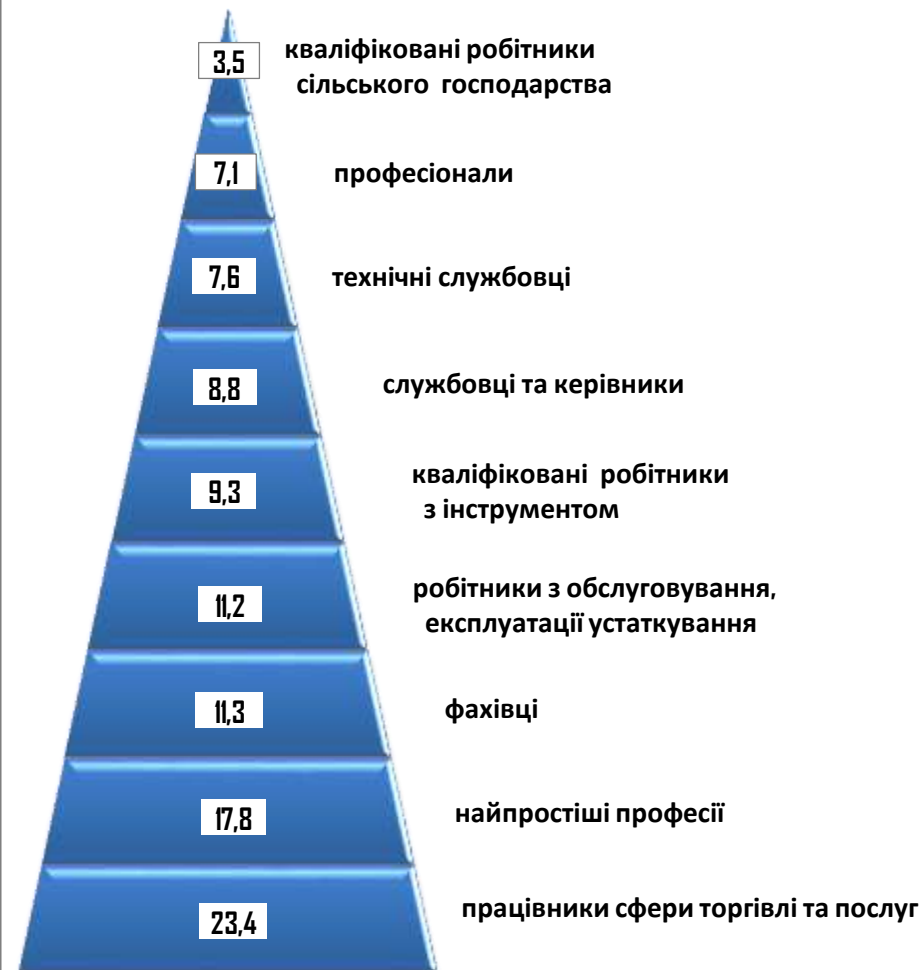 3,5
кваліфіковані робітники
сільського господарства
7,1
професіонали
7,6
технічні службовці
8,8
службовці та керівники
9,3
кваліфіковані робітники
з інструментом
11,2
робітники з обслуговування,
експлуатації устаткування
11,3
фахівці
17,8
найпростіші професії
23,4
працівники сфери торгівлі та послуг